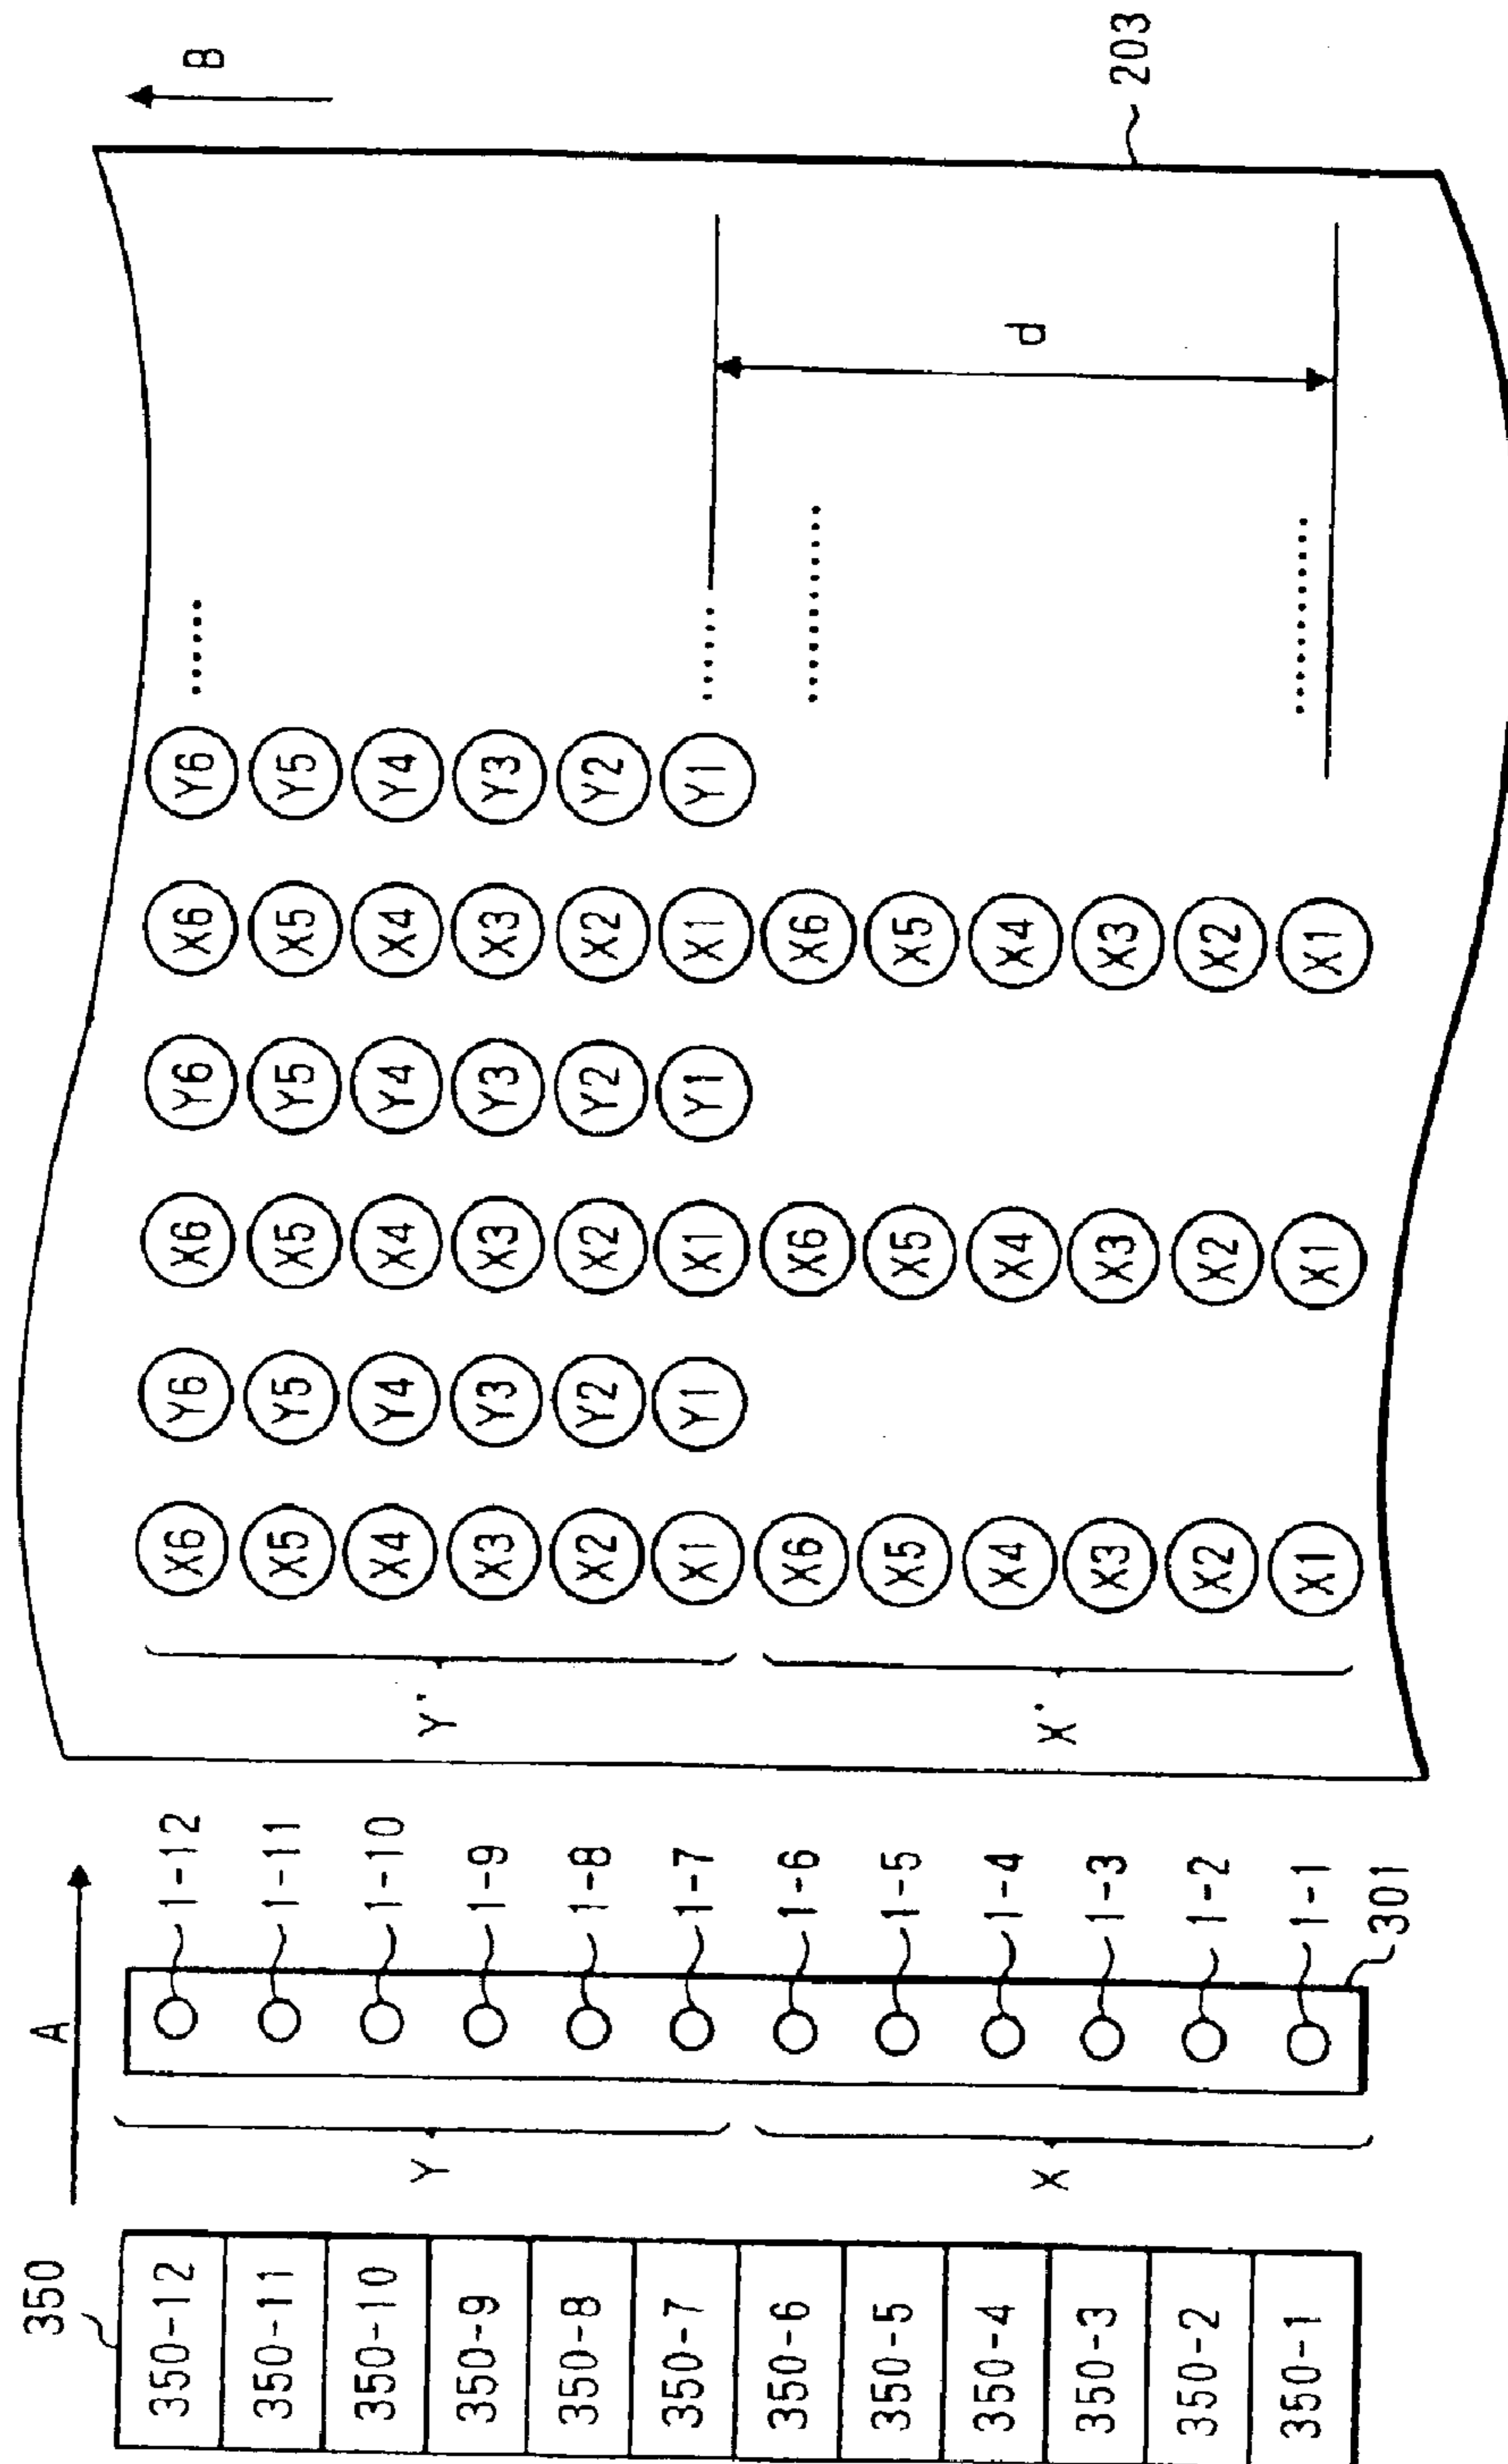 350
350-12
350-11
350-10
350-9
350-8
350-7
350-6
350-5
350-4
350-3
350-2
350-1
A
Y
X
1-12
1-11
1-10
1-9
1-8
1-7
1-6
1-5
1-4
1-3
1-2
1-1
301
Y'
X'
X6 Y6 X6 Y6 X6 Y6 ......
X5 Y5 X5 Y5 X5 Y5
X4 Y4 X4 Y4 X4 Y4
X3 Y3 X3 Y3 X3 Y3
X2 Y2 X2 Y2 X2 Y2
X1 Y1 X1 Y1 X1 Y1 ......
X6 X6 X6 ............
X5 X5 X5
X4 X4 X4
X3 X3 X3
X2 X2 X2
X1 X1 X1 ............
d
B
203